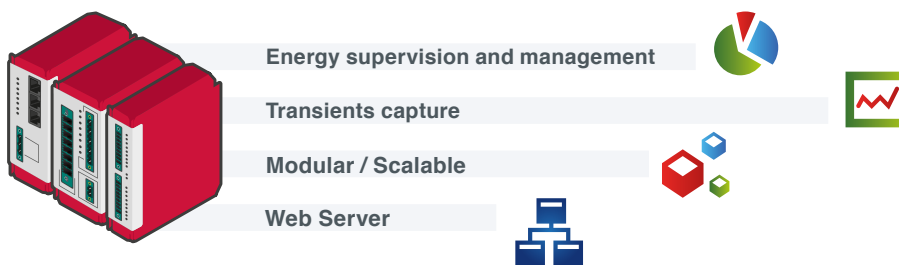 Energy supervision and management
Transients capture
Modular / Scalable
Web Server